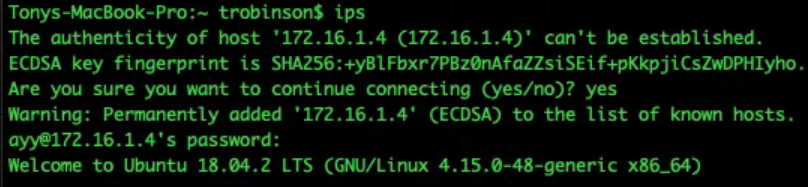 Tonys-MacBook-Pro:~ trobinson$ ips
The authenticity of host '172.16.1.4 (172.16.1.4)' can't be established.
ECDSA key fingerprint is SHA256:+yBlFbxr7PBz0nAfaZZsiSEif+pKkpjiCsZwDPHIyho.
Are you sure you want to continue connecting (yes/no)? yes
Warning: Permanently added '172.16.1.4' (ECDSA) to the list of known hosts.
ayy@172.16.1.4's password:
Welcome to Ubuntu 18.04.2 LTS (GNU/Linux 4.15.0-48-generic x86_64)